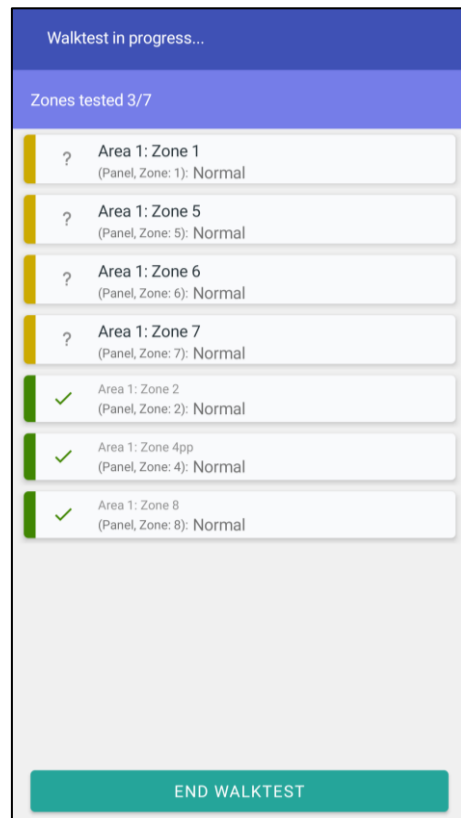 Walktest in progress...
Zones tested 3/7
? Area 1: Zone 1
(Panel, Zone: 1): Normal
? Area 1: Zone 5
(Panel, Zone: 5): Normal
? Area 1: Zone 6
(Panel, Zone: 6): Normal
? Area 1: Zone 7
(Panel, Zone: 7): Normal
Area 1: Zone 2
(Panel, Zone: 2): Normal
Area 1: Zone 4pp
(Panel, Zone: 4): Normal
Area 1: Zone 8
(Panel, Zone: 8): Normal
END WALKTEST